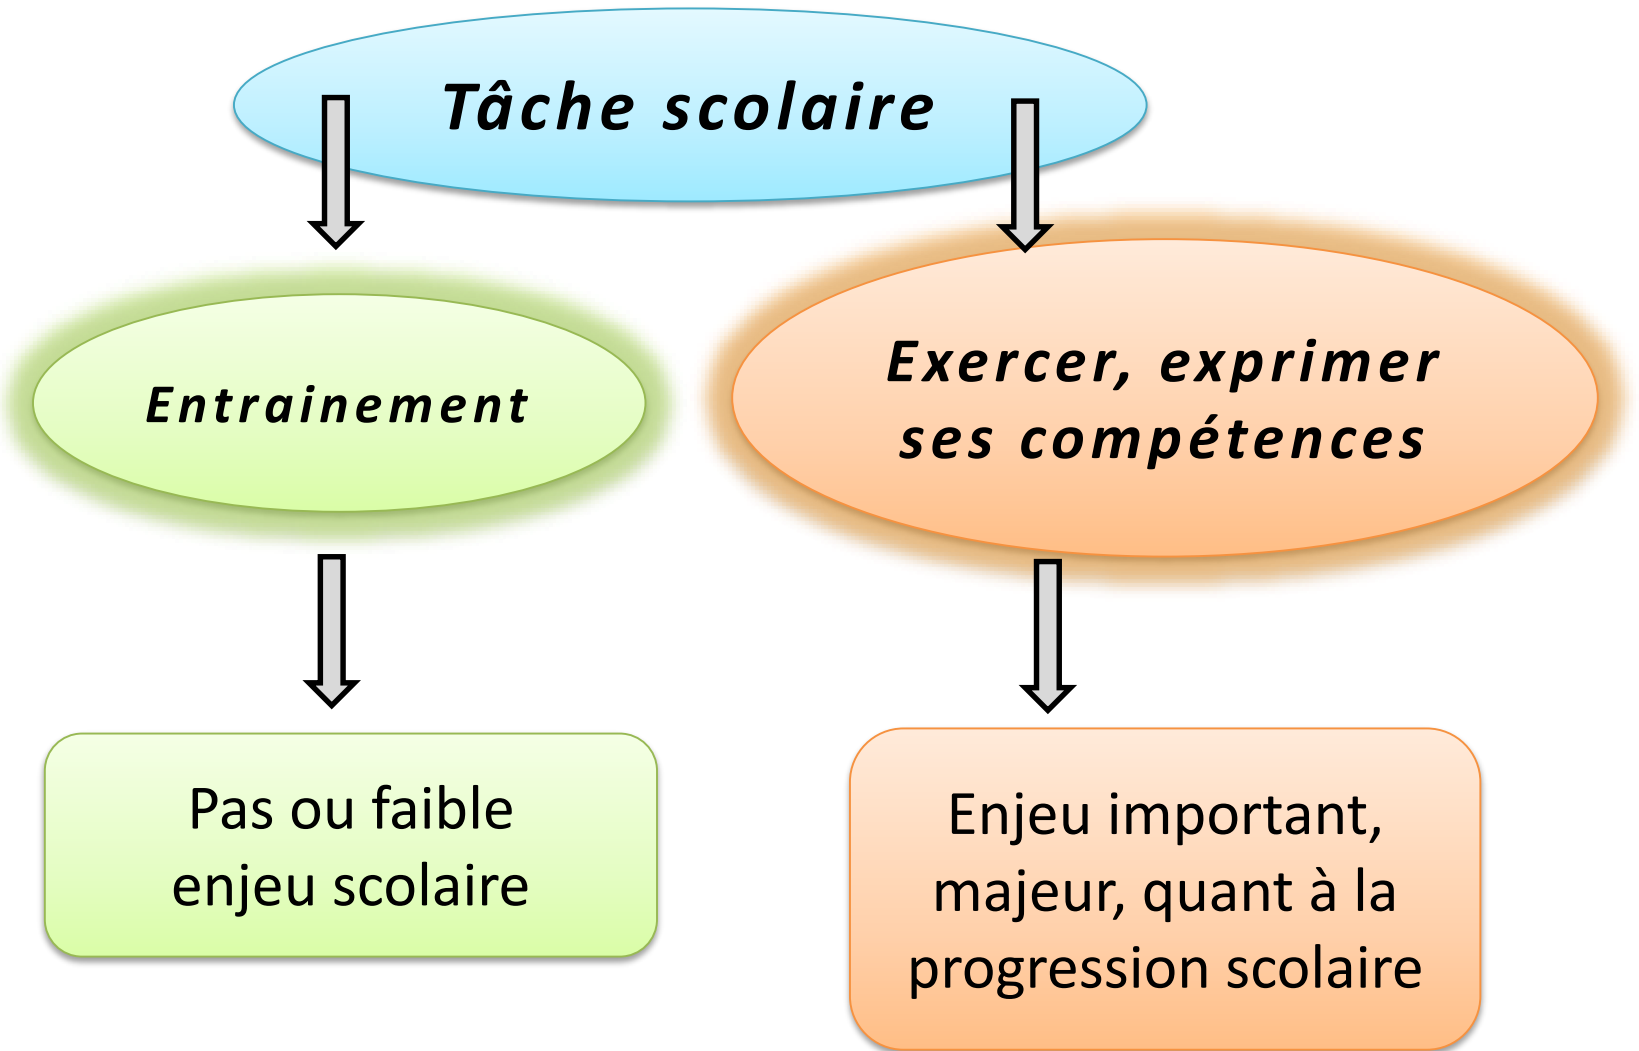 Tâche scolaire
Entrainement
Exercer, exprimer
ses compétences
Pas ou faible
enjeu scolaire
Enjeu important,
majeur, quant à la
progression scolaire